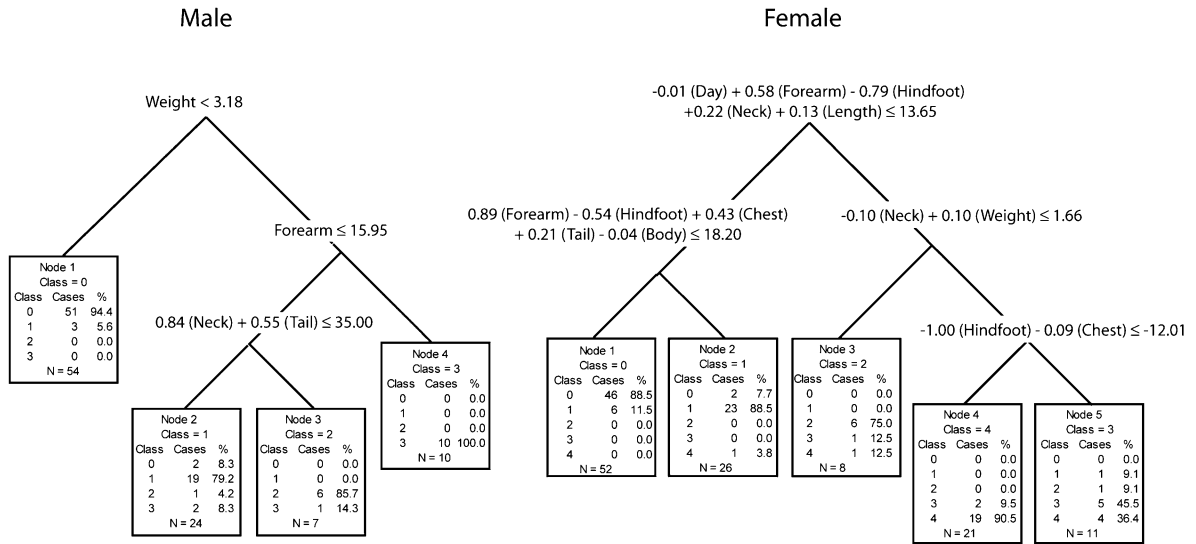 Male
Female
Weight < 3.18
Forearm ≤ 15.95
0.84 (Neck) + 0.55 (Tail) ≤ 35.00
Node 1
Class = 0
Class Cases %
0 51 94.4
1 3 5.6
2 0 0.0
3 0 0.0
N = 54
Node 2
Class = 1
Class Cases %
0 2 8.3
1 19 79.2
2 1 4.2
3 2 8.3
N = 24
Node 3
Class = 2
Class Cases %
0 0 0.0
1 0 0.0
2 6 85.7
3 1 14.3
N = 7
Node 4
Class = 3
Class Cases %
0 0 0.0
1 0 0.0
2 0 0.0
3 10 100.0
N = 10
-0.01 (Day) + 0.58 (Forearm) - 0.79 (Hindfoot)
+0.22 (Neck) + 0.13 (Length) ≤ 13.65
0.89 (Forearm) - 0.54 (Hindfoot) + 0.43 (Chest)
+ 0.21 (Tail) - 0.04 (Body) ≤ 18.20
-0.10 (Neck) + 0.10 (Weight) ≤ 1.66
-1.00 (Hindfoot) - 0.09 (Chest) ≤ -12.01
Node 1
Class = 0
Class Cases %
0 46 88.5
1 6 11.5
2 0 0.0
3 0 0.0
4 0 0.0
N = 52
Node 2
Class = 1
Class Cases %
0 2 7.7
1 23 88.5
2 0 0.0
3 0 0.0
4 1 3.8
N = 26
Node 3
Class = 2
Class Cases %
0 0 0.0
1 0 0.0
2 6 75.0
3 1 12.5
4 1 12.5
N = 8
Node 4
Class = 4
Class Cases %
0 0 0.0
1 0 0.0
2 0 0.0
3 2 9.5
4 19 90.5
N = 21
Node 5
Class = 3
Class Cases %
0 0 0.0
1 1 9.1
2 1 9.1
3 5 45.5
4 4 36.4
N = 11